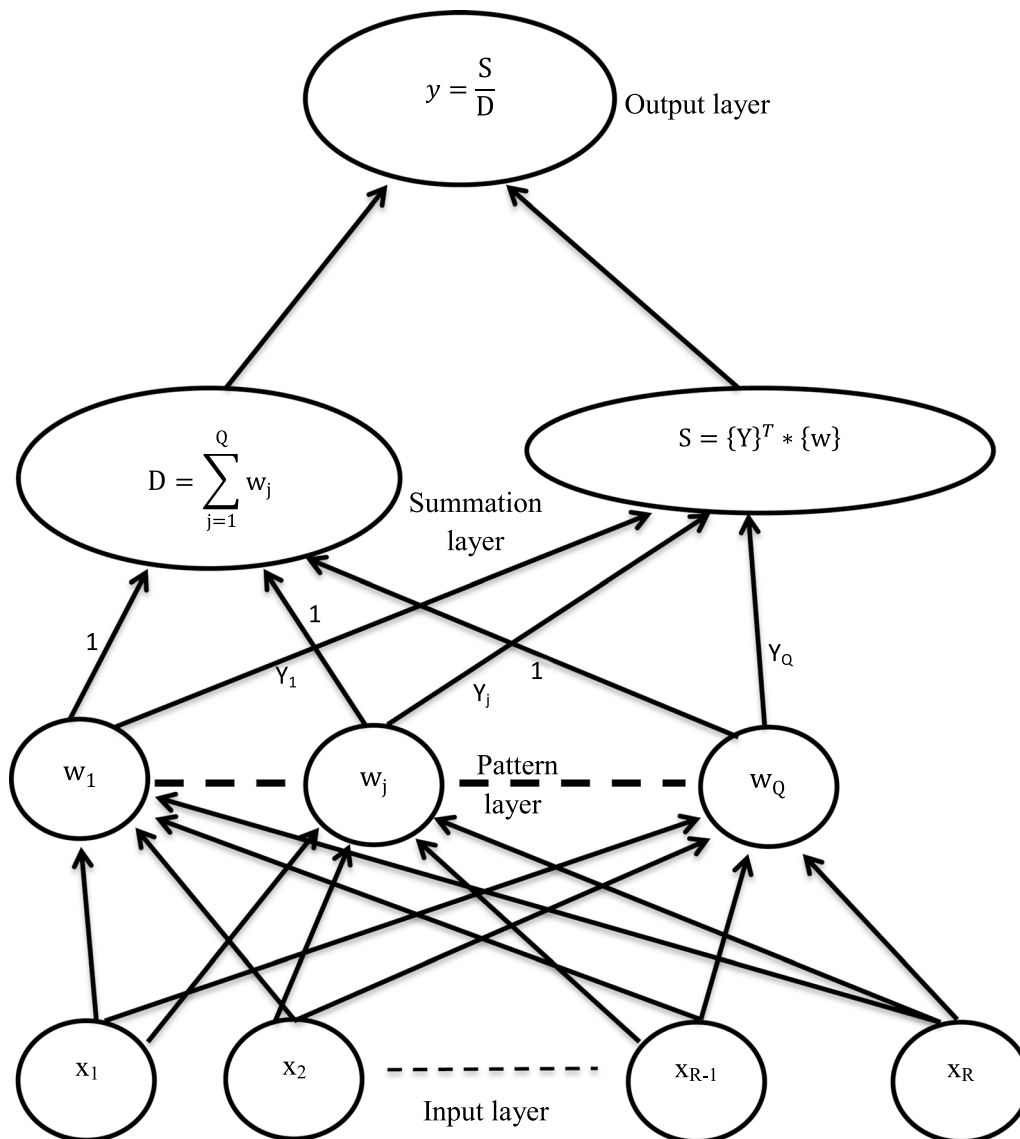 y = S/D
Output layer
D = ∑_{j=1}^{Q} w_j
S = {Y}^T * {w}
Summation
layer
1
1
Y_1
Y_j
1
Y_Q
w_1
w_j
Pattern
layer
w_Q
x_1
x_2
x_{R-1}
x_R
Input layer